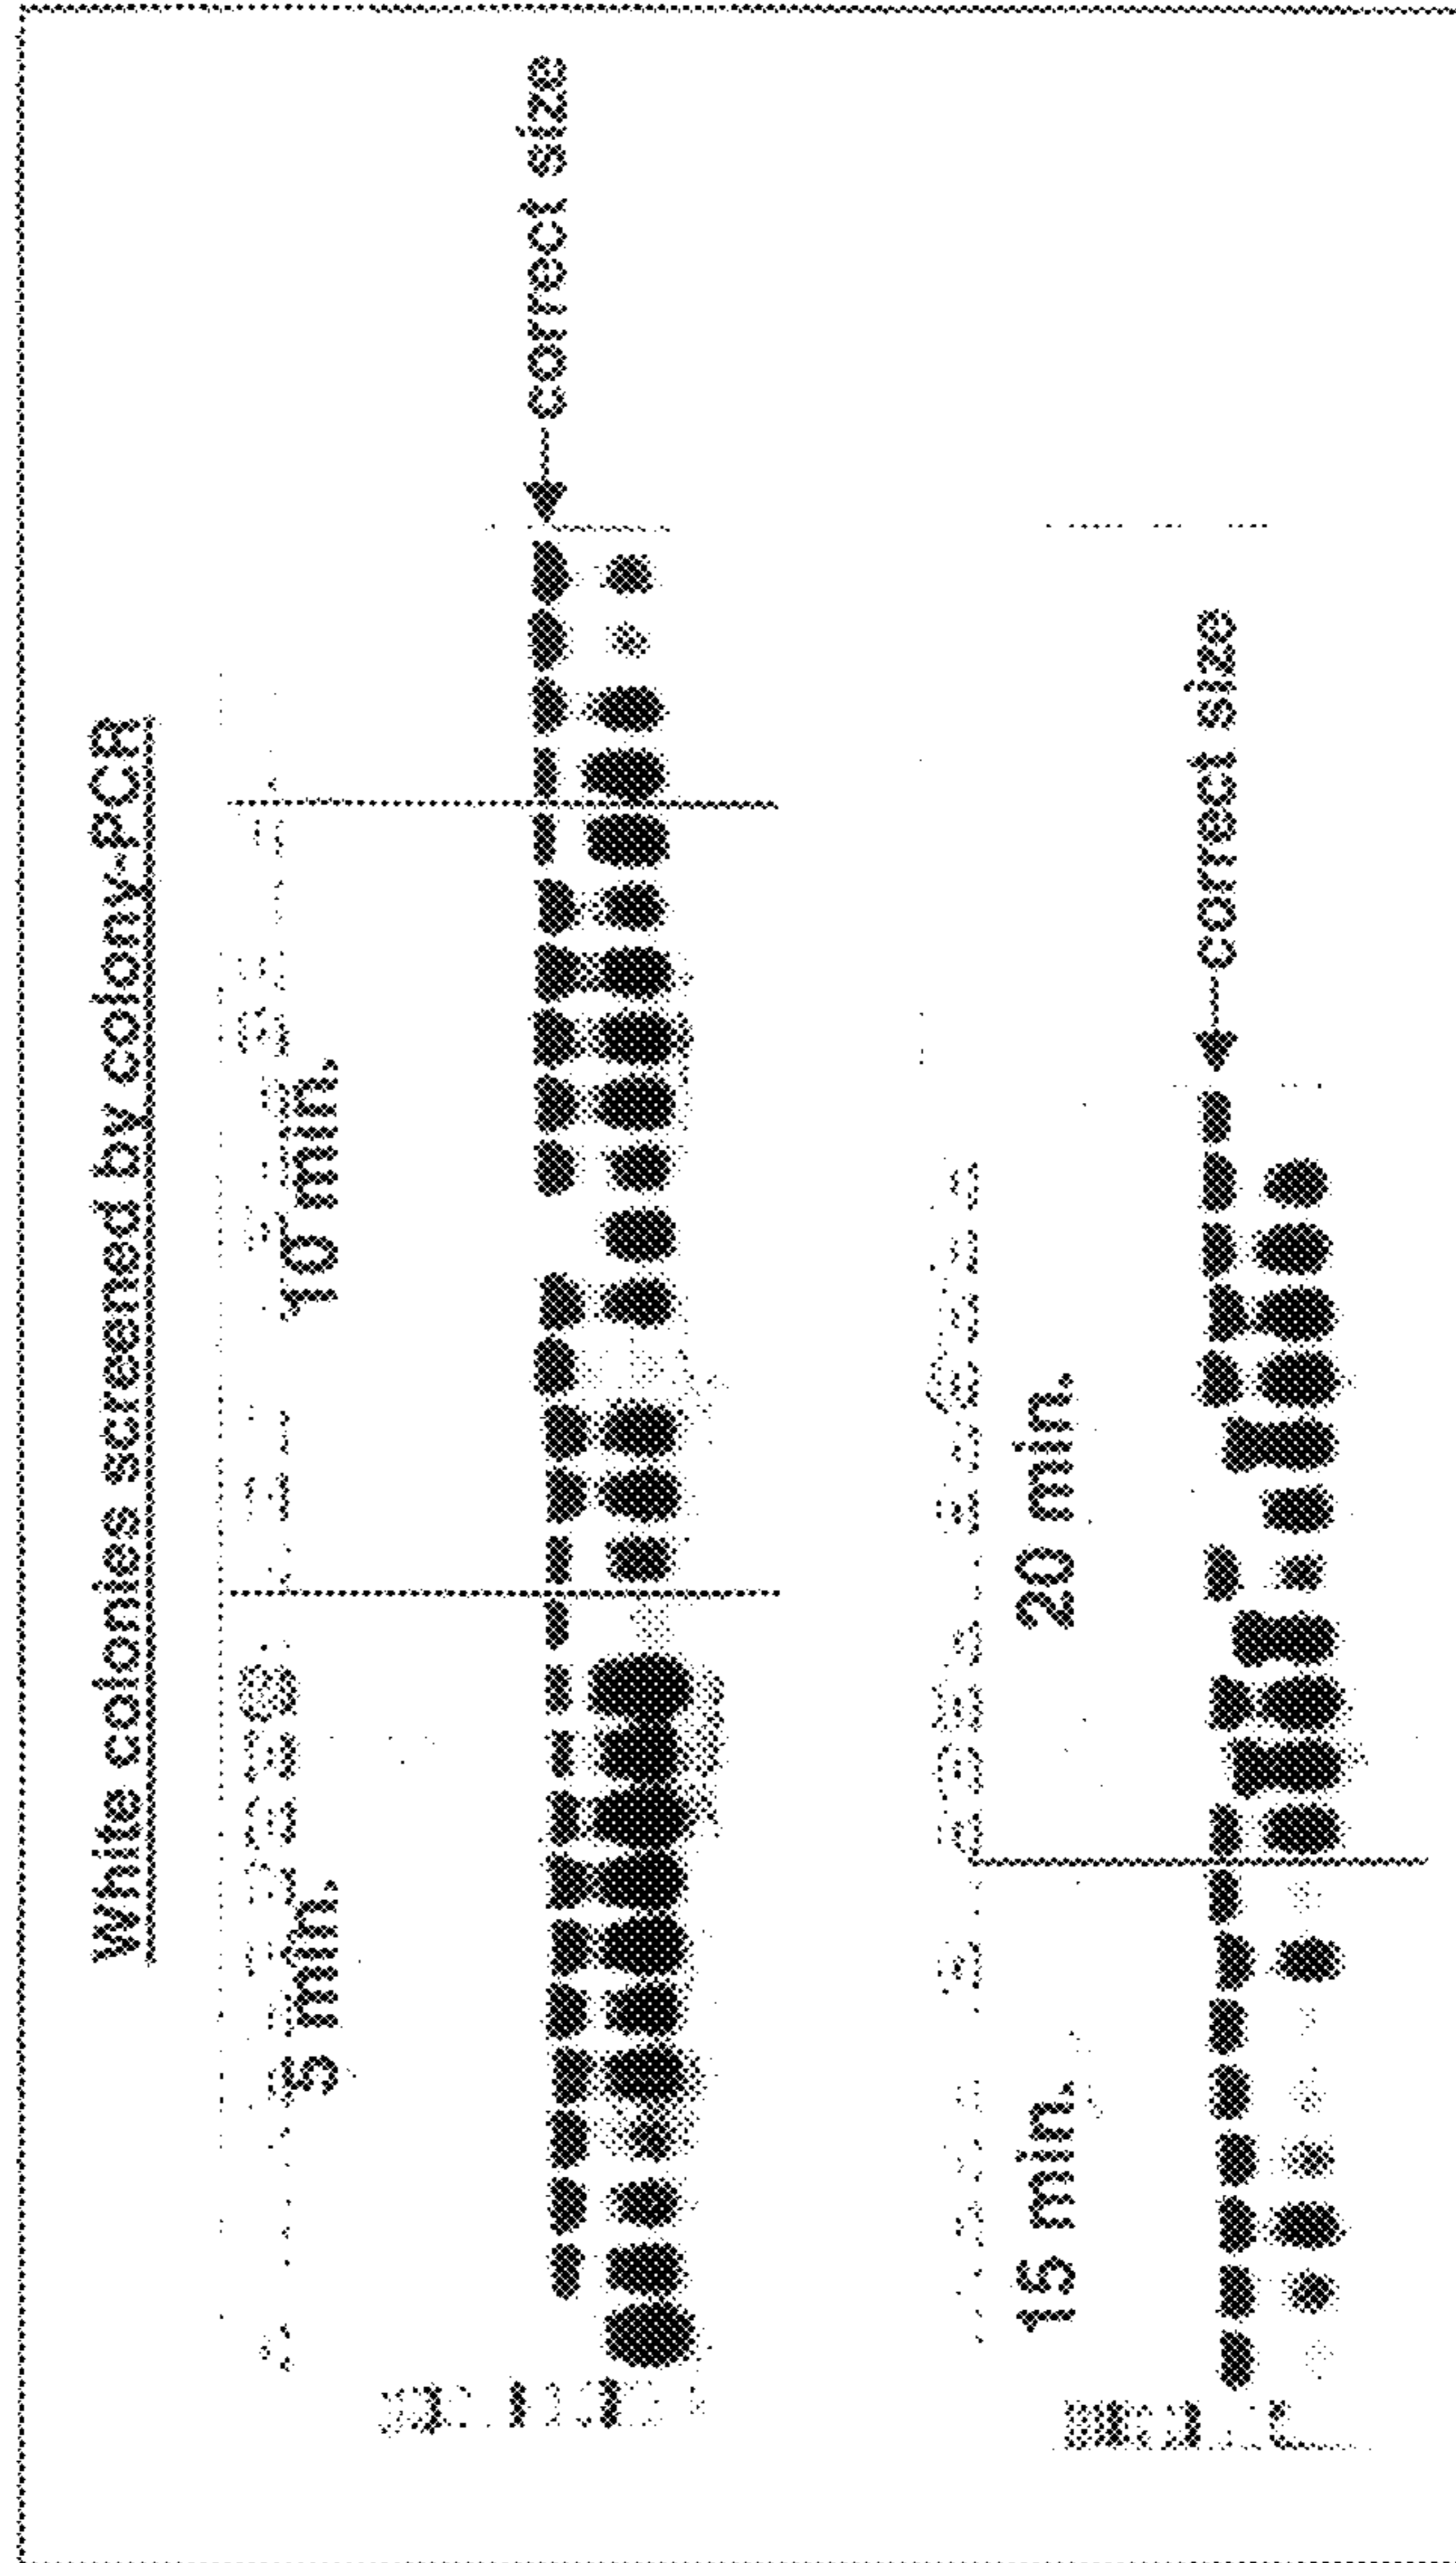 White colonies screened by colony-PCR
5 min.
10 min.
correct size
15 min.
20 min.
correct size